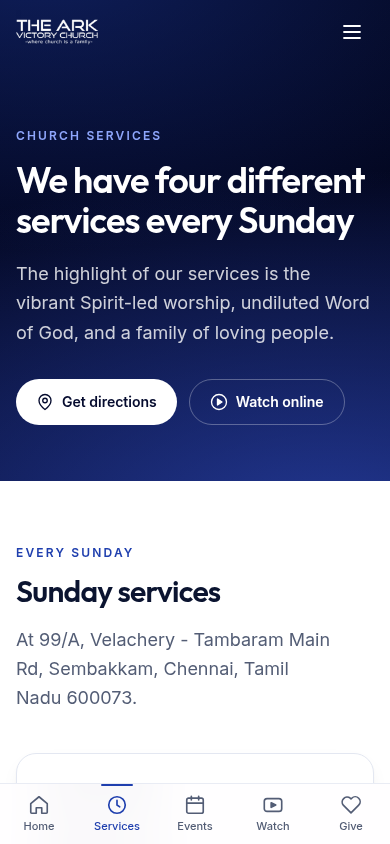 THE ARK
VICTORY CHURCH
-where church is a family-
CHURCH SERVICES
We have four different
services every Sunday
The highlight of our services is the
vibrant Spirit-led worship, undiluted Word
of God, and a family of loving people.
Get directions
Watch online
EVERY SUNDAY
Sunday services
At 99/A, Velachery - Tambaram Main
Rd, Sembakkam, Chennai, Tamil
Nadu 600073.
Home
Services
Events
Watch
Give